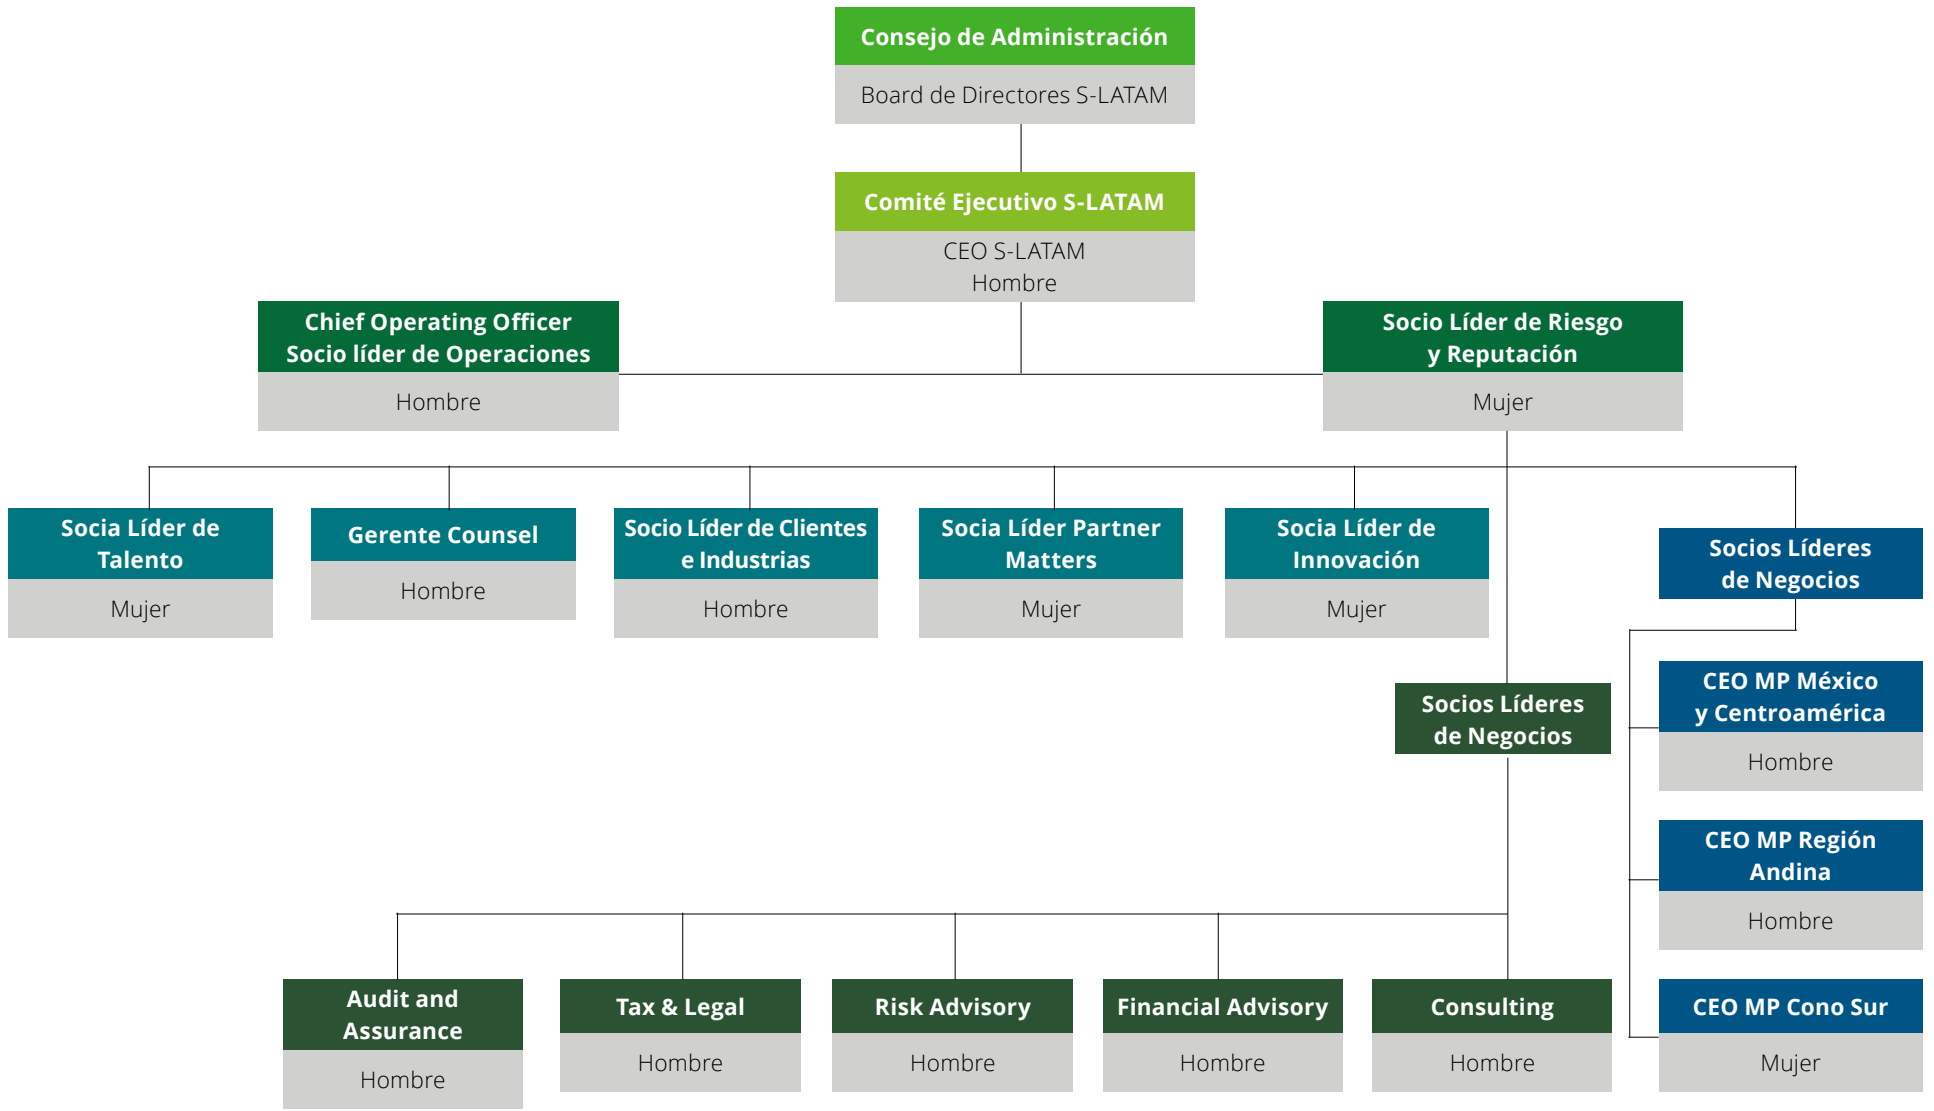 Consejo de Administración
Board de Directores S-LATAM
Comité Ejecutivo S-LATAM
CEO S-LATAM
Hombre
Chief Operating Officer
Socio líder de Operaciones
Hombre
Socio Líder de Riesgo
y Reputación
Mujer
Socia Líder de
Talento
Mujer
Gerente Counsel
Hombre
Socio Líder de Clientes
e Industrias
Hombre
Socia Líder Partner
Matters
Mujer
Socia Líder de
Innovación
Mujer
Socios Líderes
de Negocios
CEO MP México
y Centroamérica
Hombre
CEO MP Región
Andina
Hombre
CEO MP Cono Sur
Mujer
Socios Líderes
de Negocios
Audit and
Assurance
Hombre
Tax & Legal
Hombre
Risk Advisory
Hombre
Financial Advisory
Hombre
Consulting
Hombre